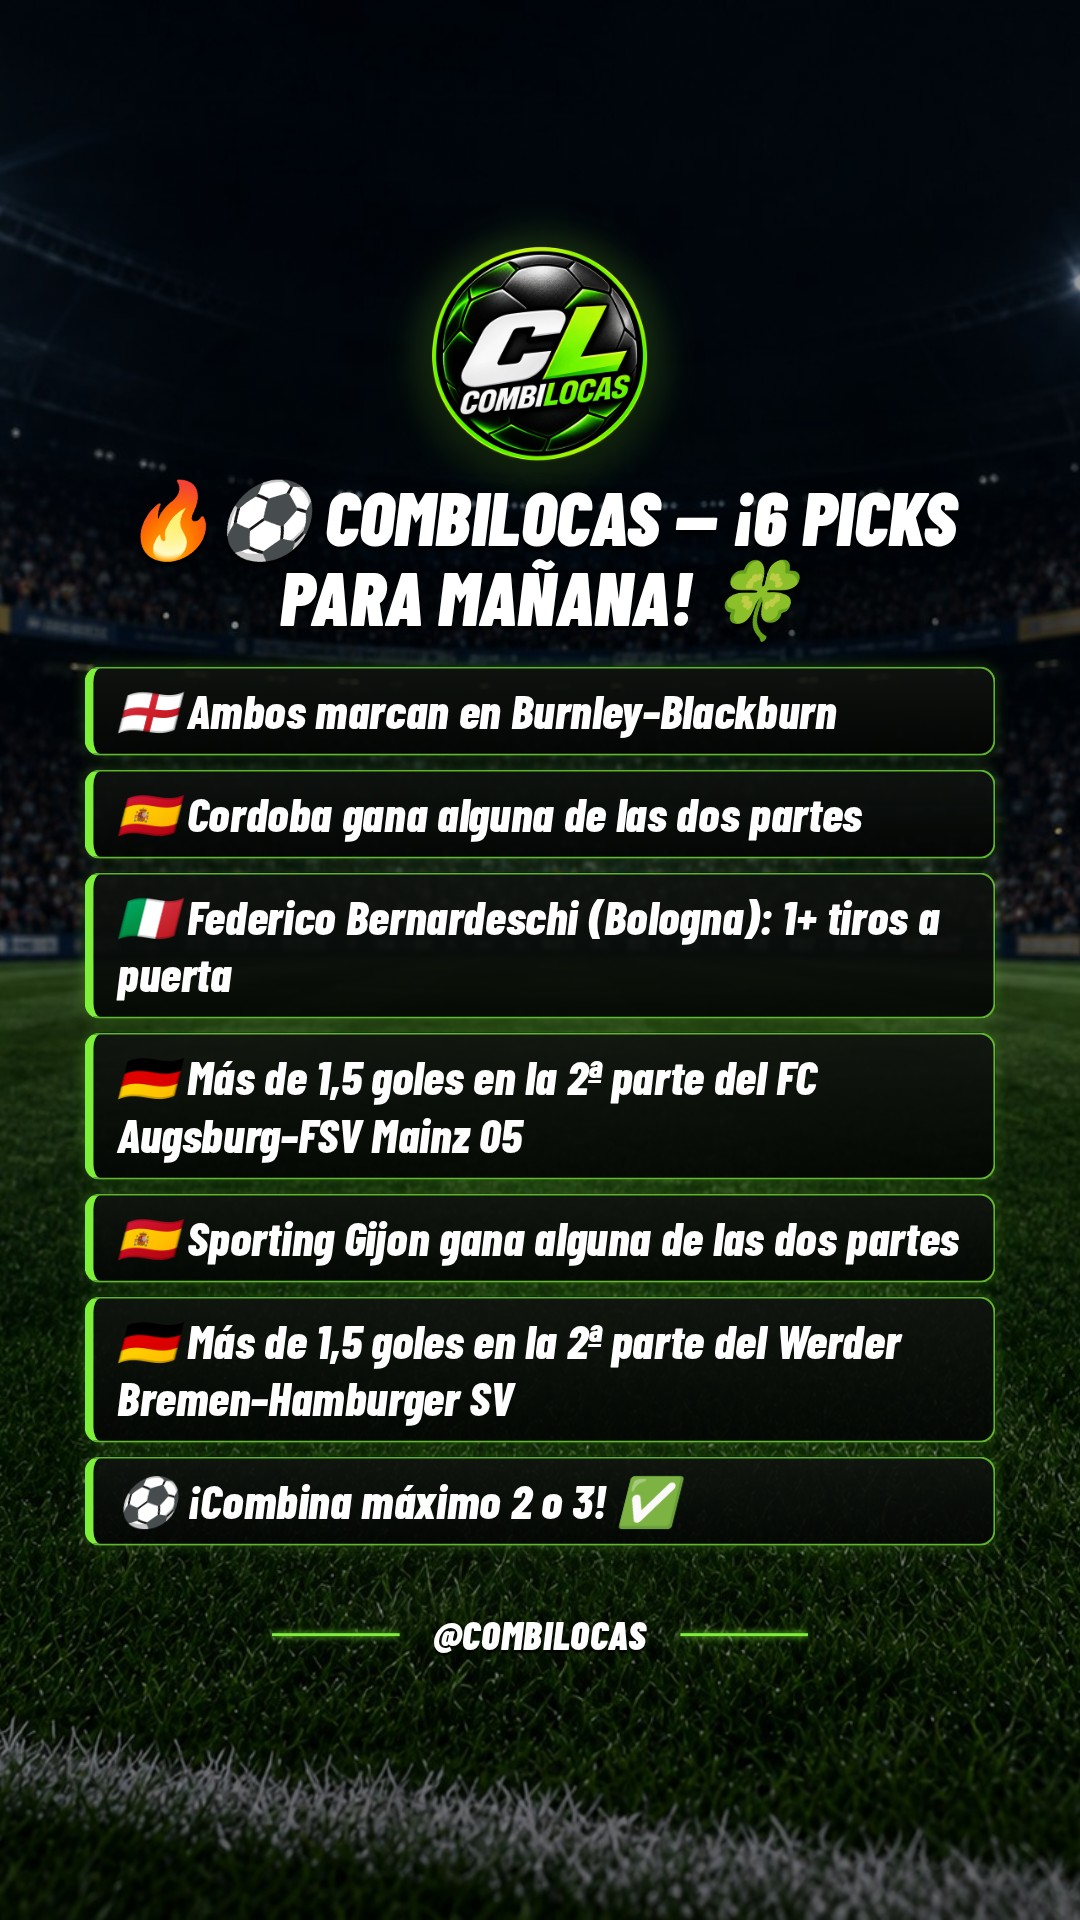 CL
COMBILOCAS
🔥⚽ COMBILOCAS – ¡6 PICKS
PARA MAÑANA! 🍀
🏴󠁧󠁢󠁥󠁮󠁧󠁿 Ambos marcan en Burnley-Blackburn
🇪🇸 Cordoba gana alguna de las dos partes
🇮🇹 Federico Bernardeschi (Bologna): 1+ tiros a
puerta
🇩🇪 Más de 1,5 goles en la 2ª parte del FC
Augsburg-FSV Mainz 05
🇪🇸 Sporting Gijon gana alguna de las dos partes
🇩🇪 Más de 1,5 goles en la 2ª parte del Werder
Bremen-Hamburger SV
⚽ ¡Combina máximo 2 o 3! ✅
@COMBILOCAS